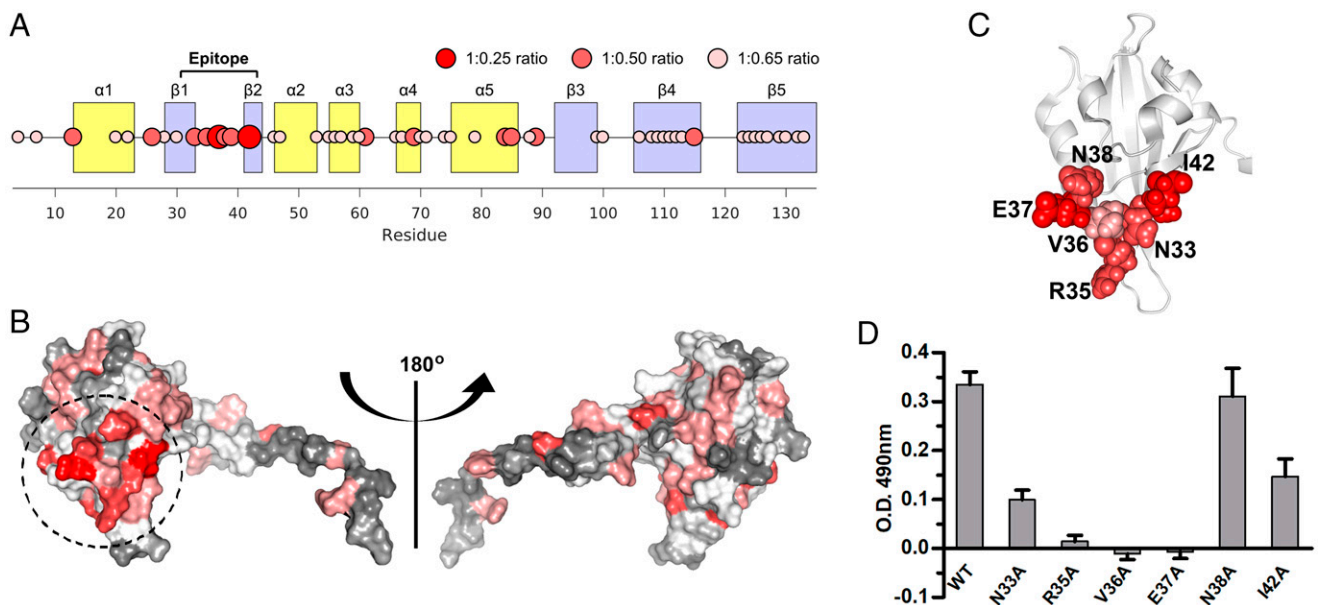 A
Epitope
1:0.25 ratio
1:0.50 ratio
1:0.65 ratio
α1
β1
β2
α2
α3
α4
α5
β3
β4
β5
10
20
30
40
50
60
70
80
90
100
110
120
130
Residue
B
180°
C
N38
I42
E37
V36
N33
R35
D
0.4
0.3
0.2
0.1
0.0
-0.1
O.D. 490nm
WT
N33A
R35A
V36A
E37A
N38A
I42A